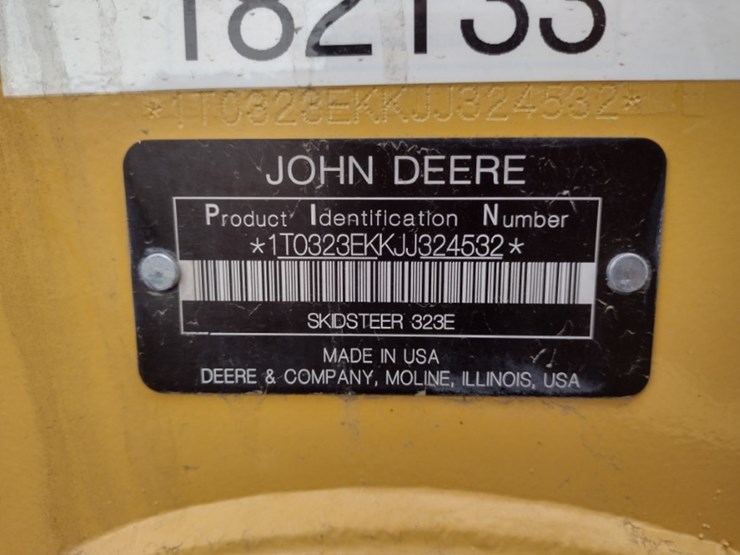 182133
*1T0323EKKJJ324532*
JOHN DEERE
Product Identification Number
*1T0323EKKJJ324532*
SKIDSTEER 323E
MADE IN USA
DEERE & COMPANY, MOLINE, ILLINOIS, USA